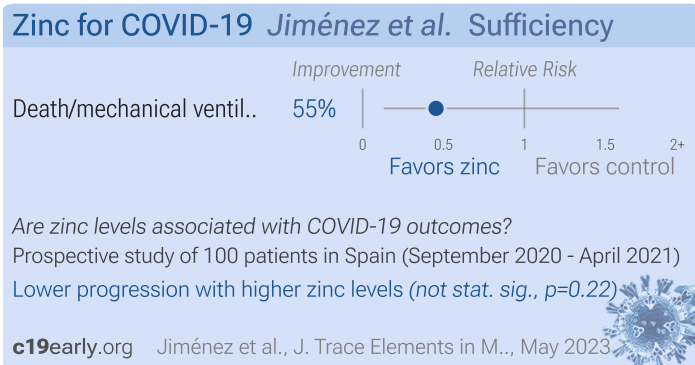 Zinc for COVID-19 Jiménez et al. Sufficiency
Improvement Relative Risk
Death/mechanical ventil.. 55%
0 0.5 1 1.5 2+
Favors zinc Favors control
Are zinc levels associated with COVID-19 outcomes?
Prospective study of 100 patients in Spain (September 2020 - April 2021)
Lower progression with higher zinc levels (not stat. sig., p=0.22)
c19early.org Jiménez et al., J. Trace Elements in M.., May 2023